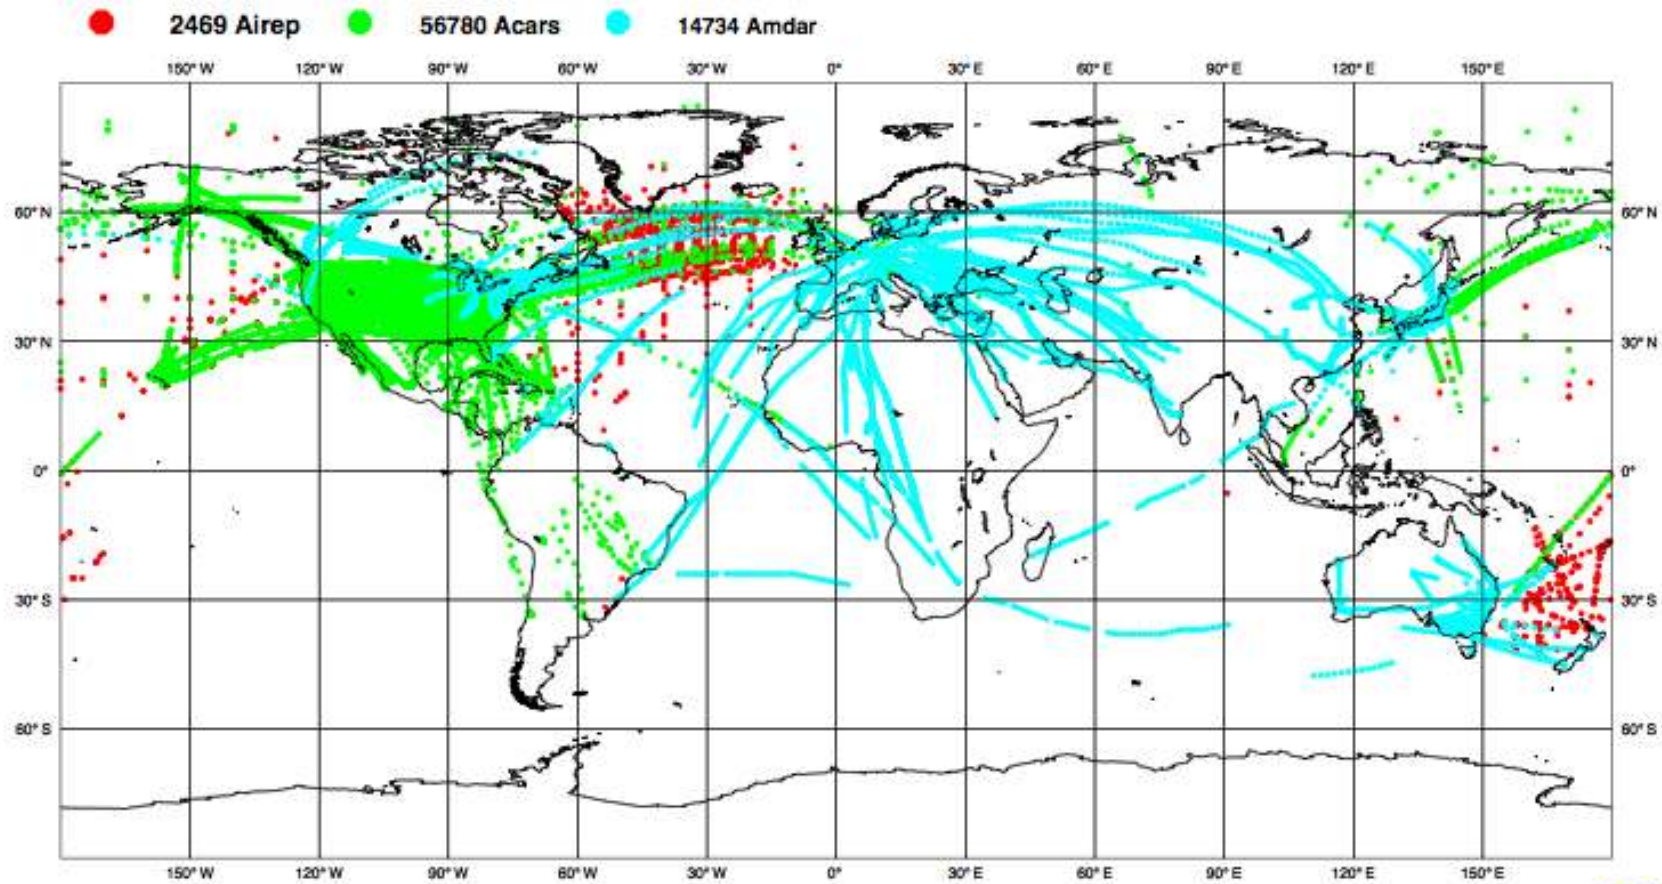 2469 Airep 56780 Acars 14734 Amdar
150° W 120° W 90° W 60° W 30° W 0° 30° E 60° E 90° E 120° E 150° E
60° N 60° N
30° N 30° N
0° 0°
30° S 30° S
60° S 60° S
150° W 120° W 90° W 60° W 30° W 0° 30° E 60° E 90° E 120° E 150° E